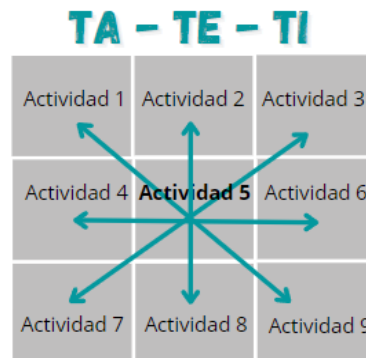 TA - TE - TI
Actividad 1 Actividad 2 Actividad 3
Actividad 4 Actividad 5 Actividad 6
Actividad 7 Actividad 8 Actividad 9